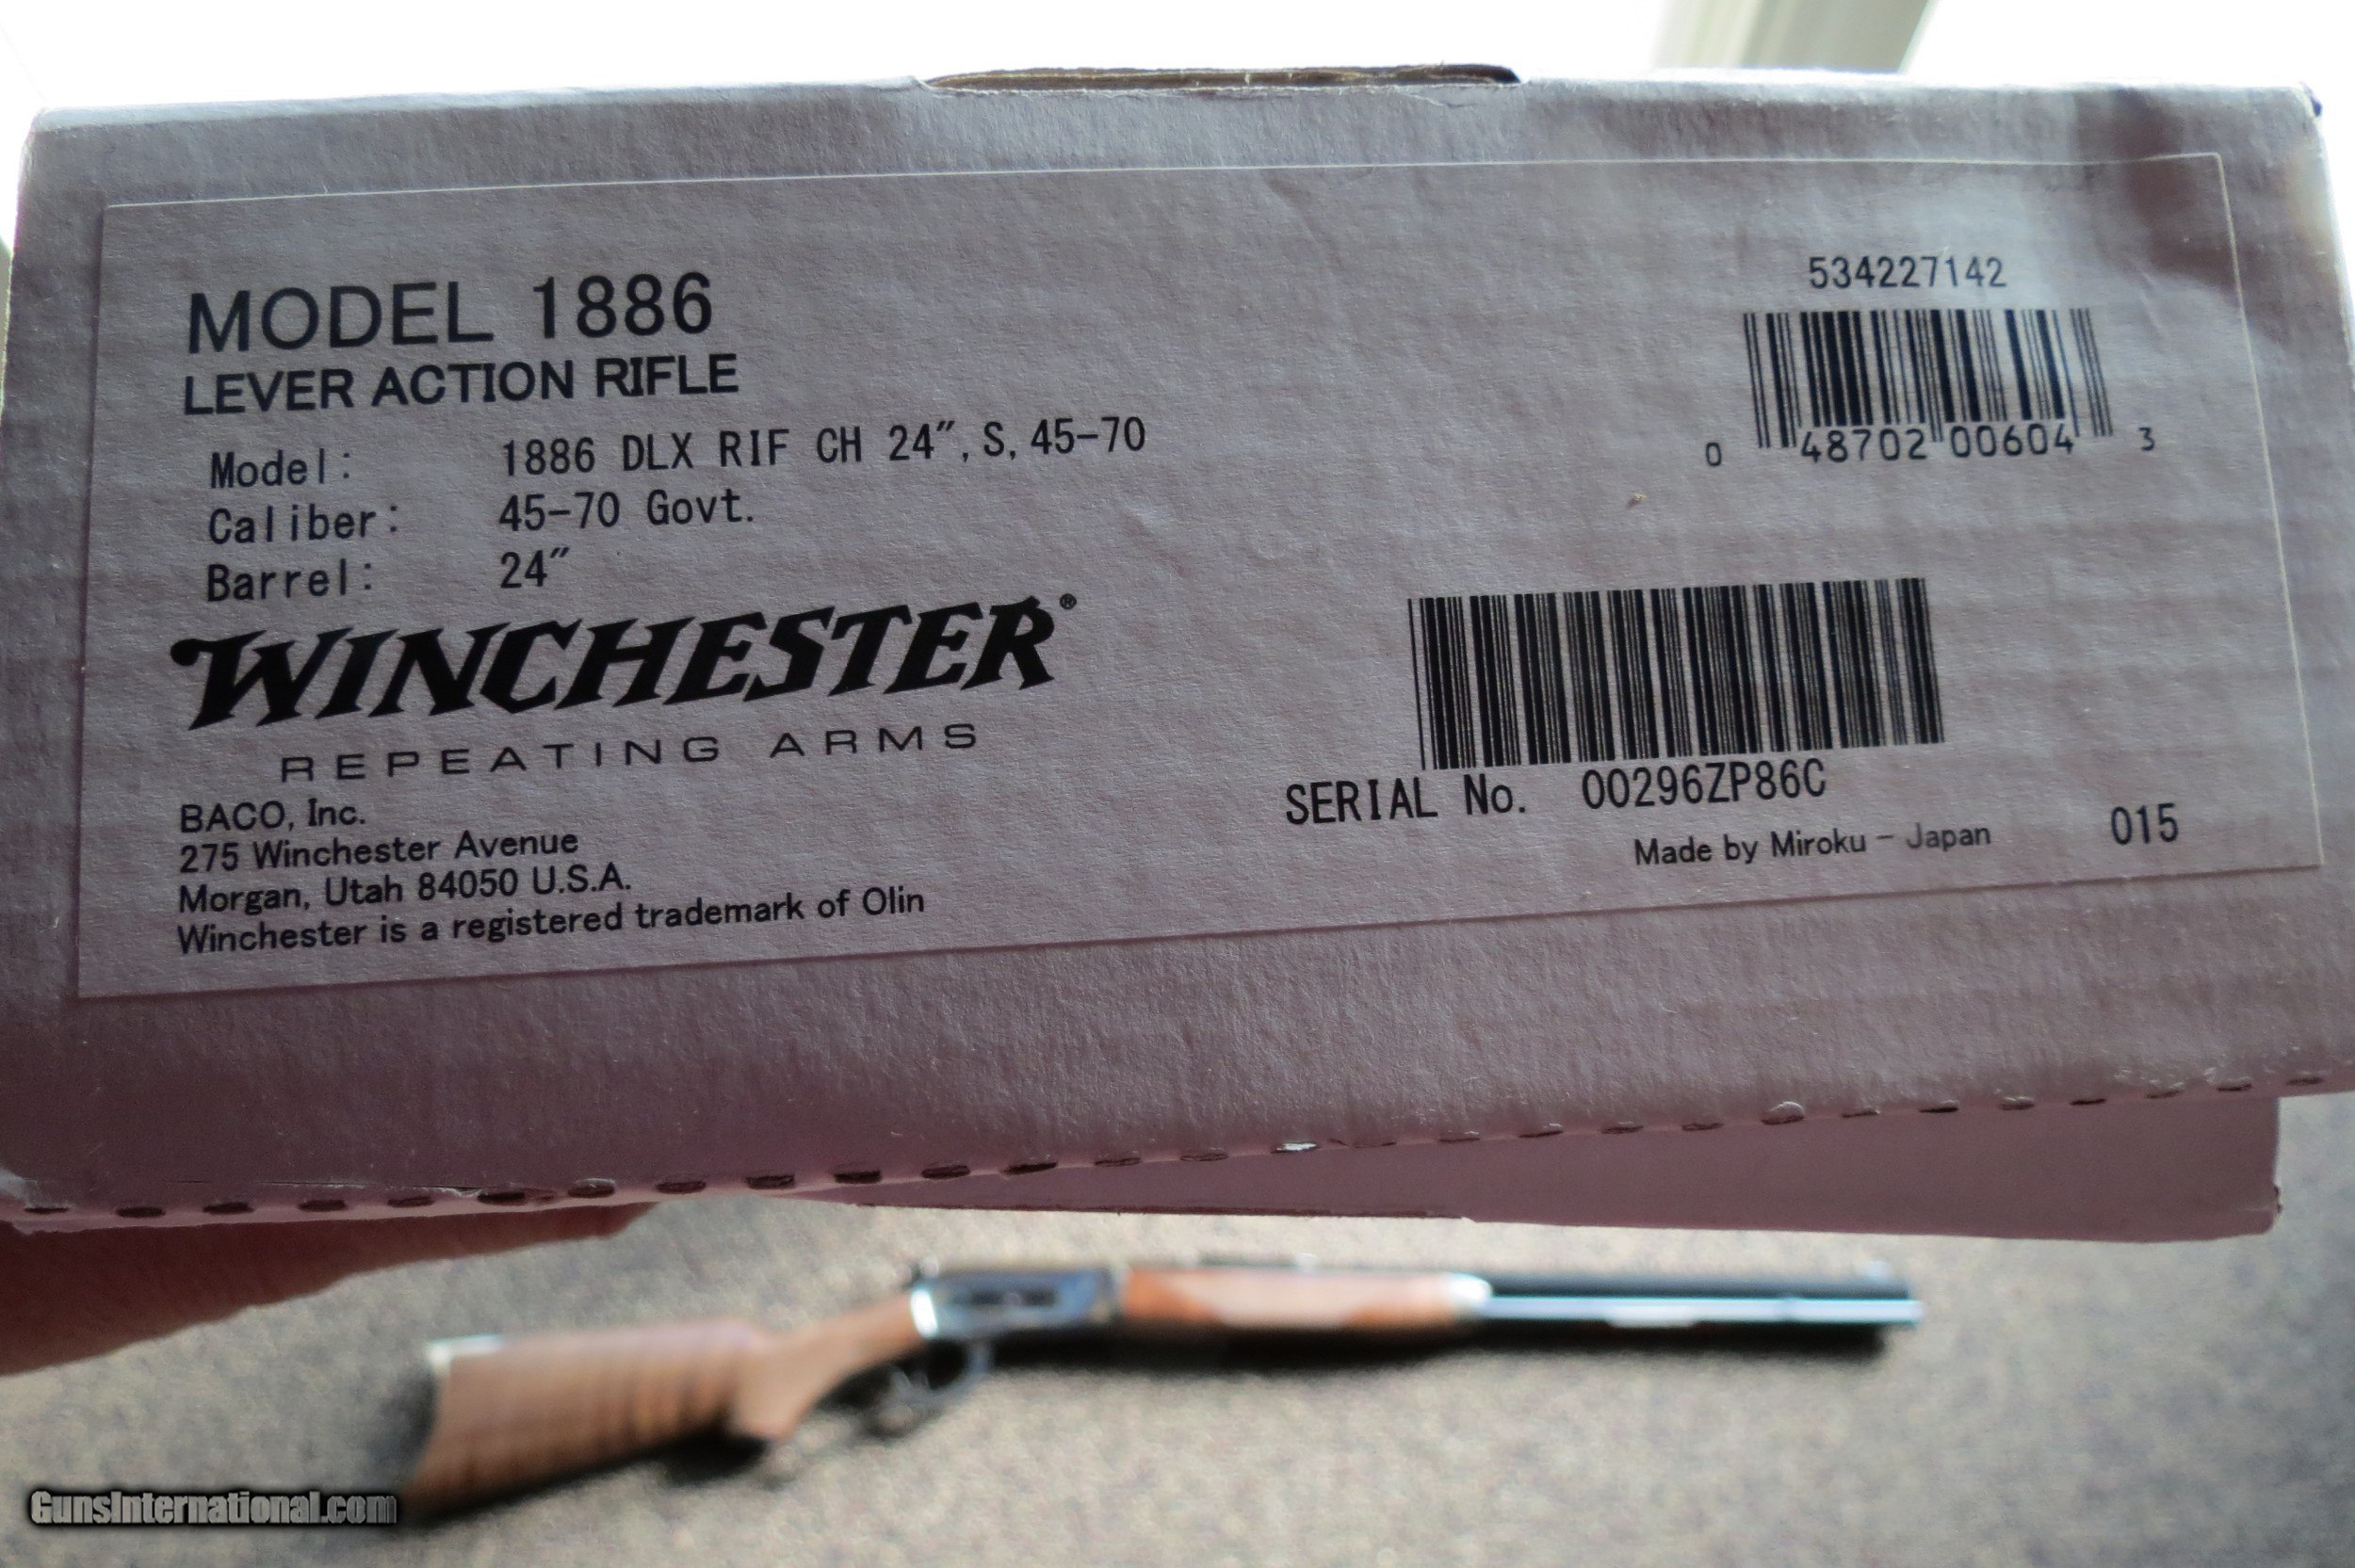 MODEL 1886
LEVER ACTION RIFLE
Model: 1886 DLX RIF CH 24", S, 45-70
Caliber: 45-70 Govt.
Barrel: 24"
WINCHESTER®
REPEATING ARMS
BACO, Inc.
275 Winchester Avenue
Morgan, Utah 84050 U.S.A.
Winchester is a registered trademark of Olin
534227142
0 48702 00604 3
SERIAL No. 00296ZP86C
Made by Miroku - Japan 015
GunsInternational.com